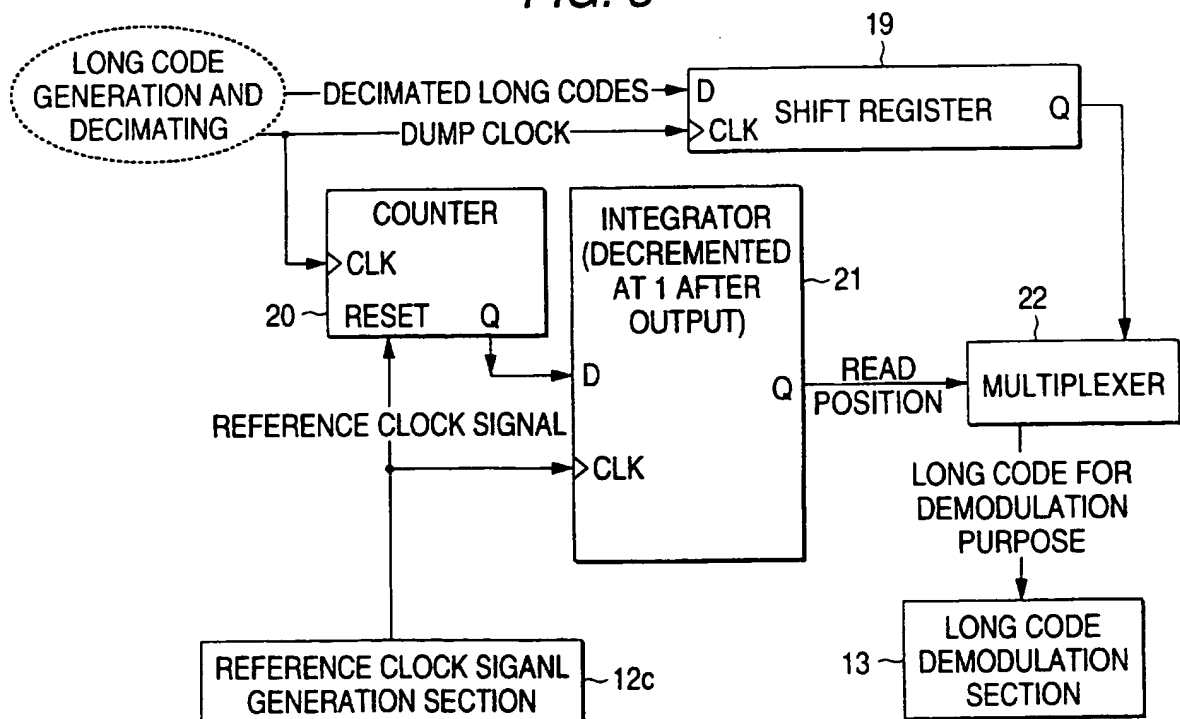 19
LONG CODE
GENERATION AND
DECIMATING
DECIMATED LONG CODES
DUMP CLOCK
D
CLK
SHIFT REGISTER
Q
COUNTER
CLK
RESET
Q
20
INTEGRATOR
(DECREMENTED
AT 1 AFTER
OUTPUT)
D
Q
CLK
21
22
READ
POSITION
MULTIPLEXER
REFERENCE CLOCK SIGNAL
LONG CODE FOR
DEMODULATION
PURPOSE
REFERENCE CLOCK SIGANL
GENERATION SECTION
12c
13
LONG CODE
DEMODULATION
SECTION